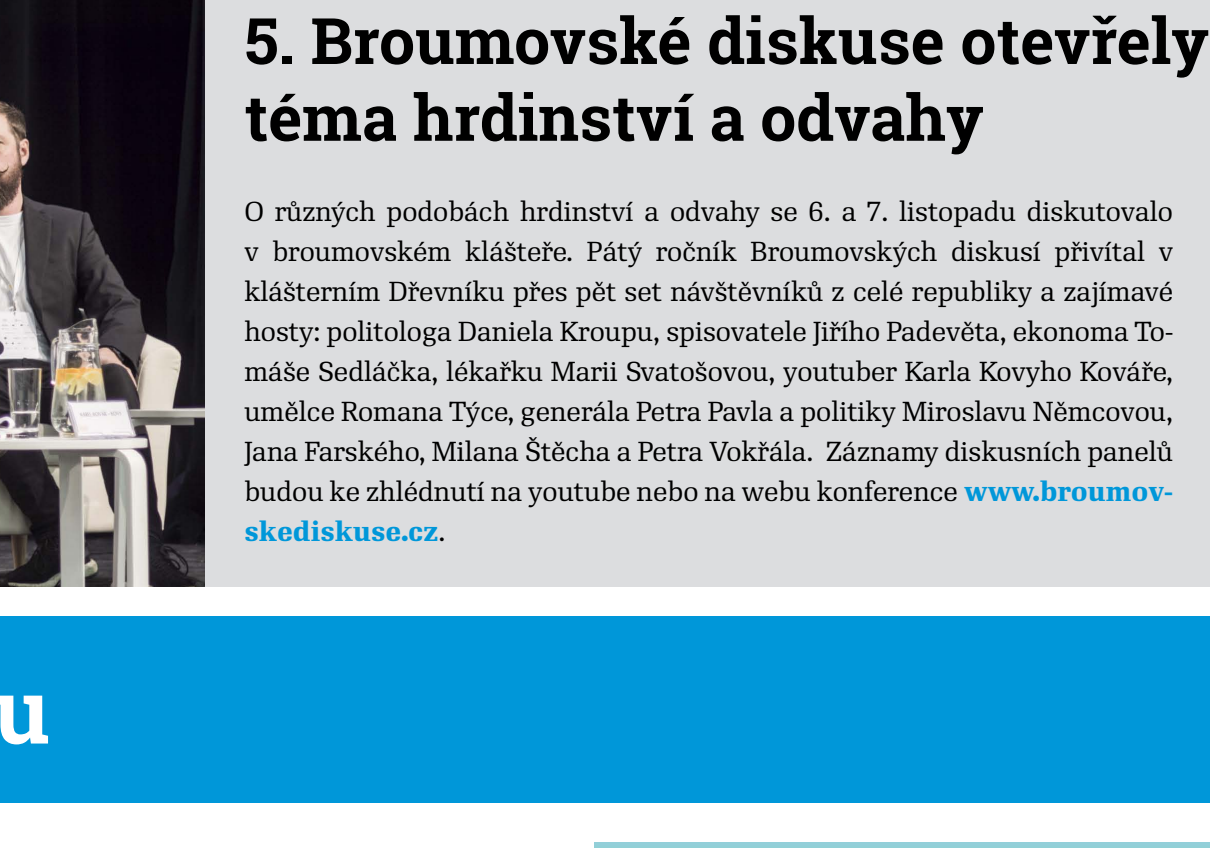 5. Broumovské diskuse otevřely
téma hrdinství a odvahy
O různých podobách hrdinství a odvahy se 6. a 7. listopadu diskutovalo
v broumovském klášteře. Pátý ročník Broumovských diskusí přivítal v
klášterním Dřevníku přes pět set návštěvníků z celé republiky a zajímavé
hosty: politologa Daniela Kroupu, spisovatele Jiřího Padevěta, ekonoma To-
máše Sedláčka, lékařku Marii Svatošovou, youtuber Karla Kovyho Kováře,
umělce Romana Týce, generála Petra Pavla a politiky Miroslavu Němcovou,
Jana Farského, Milana Štěcha a Petra Vokřála. Záznamy diskusních panelů
budou ke zhlédnutí na youtube nebo na webu konference www.broumov-
skediskuse.cz.
u